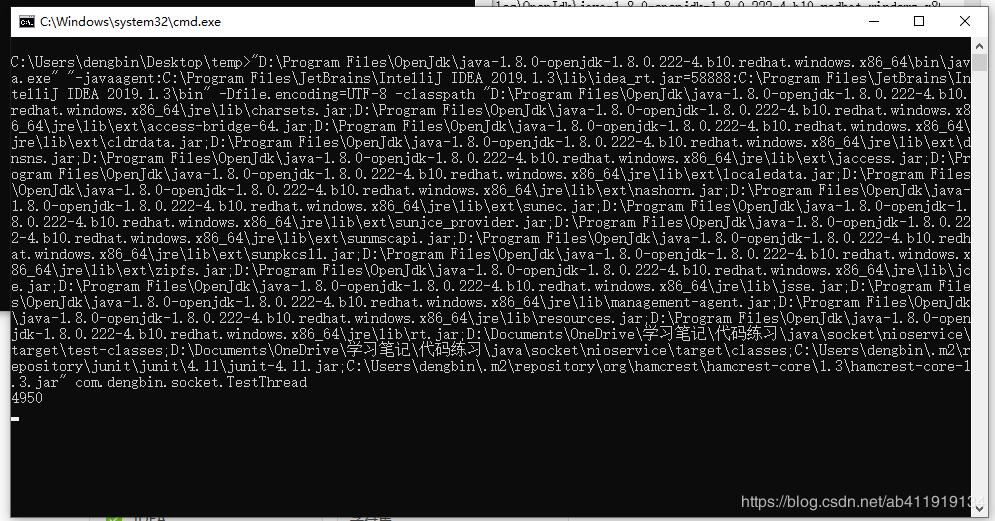 C:\Windows\system32\cmd.exe
C:\Users\dengbin\Desktop\temp>"D:\Program Files\OpenJdk\java-1.8.0-openjdk-1.8.0.222-4.b10.redhat.windows.x86_64\bin\jav
a.exe" "-javaagent:C:\Program Files\JetBrains\IntelliJ IDEA 2019.1.3\lib\idea_rt.jar=58888:C:\Program Files\JetBrains\In
telliJ IDEA 2019.1.3\bin" -Dfile.encoding=UTF-8 -classpath "D:\Program Files\OpenJdk\java-1.8.0-openjdk-1.8.0.222-4.b10.
redhat.windows.x86_64\jre\lib\charsets.jar;D:\Program Files\OpenJdk\java-1.8.0-openjdk-1.8.0.222-4.b10.redhat.windows.x8
6_64\jre\lib\ext\access-bridge-64.jar;D:\Program Files\OpenJdk\java-1.8.0-openjdk-1.8.0.222-4.b10.redhat.windows.x86_64\
jre\lib\ext\cldrdata.jar;D:\Program Files\OpenJdk\java-1.8.0-openjdk-1.8.0.222-4.b10.redhat.windows.x86_64\jre\lib\ext\d
nsns.jar;D:\Program Files\OpenJdk\java-1.8.0-openjdk-1.8.0.222-4.b10.redhat.windows.x86_64\jre\lib\ext\jaccess.jar;D:\Pr
ogram Files\OpenJdk\java-1.8.0-openjdk-1.8.0.222-4.b10.redhat.windows.x86_64\jre\lib\ext\localedata.jar;D:\Program Files
\OpenJdk\java-1.8.0-openjdk-1.8.0.222-4.b10.redhat.windows.x86_64\jre\lib\ext\nashorn.jar;D:\Program Files\OpenJdk\java-
1.8.0-openjdk-1.8.0.222-4.b10.redhat.windows.x86_64\jre\lib\ext\sunec.jar;D:\Program Files\OpenJdk\java-1.8.0-openjdk-1.
8.0.222-4.b10.redhat.windows.x86_64\jre\lib\ext\sunjce_provider.jar;D:\Program Files\OpenJdk\java-1.8.0-openjdk-1.8.0.22
2-4.b10.redhat.windows.x86_64\jre\lib\ext\sunmscapi.jar;D:\Program Files\OpenJdk\java-1.8.0-openjdk-1.8.0.222-4.b10.redh
at.windows.x86_64\jre\lib\ext\sunpkcs11.jar;D:\Program Files\OpenJdk\java-1.8.0-openjdk-1.8.0.222-4.b10.redhat.windows.x
86_64\jre\lib\ext\zipfs.jar;D:\Program Files\OpenJdk\java-1.8.0-openjdk-1.8.0.222-4.b10.redhat.windows.x86_64\jre\lib\jc
e.jar;D:\Program Files\OpenJdk\java-1.8.0-openjdk-1.8.0.222-4.b10.redhat.windows.x86_64\jre\lib\jsse.jar;D:\Program File
s\OpenJdk\java-1.8.0-openjdk-1.8.0.222-4.b10.redhat.windows.x86_64\jre\lib\management-agent.jar;D:\Program Files\OpenJdk
\java-1.8.0-openjdk-1.8.0.222-4.b10.redhat.windows.x86_64\jre\lib\resources.jar;D:\Program Files\OpenJdk\java-1.8.0-open
jdk-1.8.0.222-4.b10.redhat.windows.x86_64\jre\lib\rt.jar;D:\Documents\OneDrive\学习笔记\代码练习\java\socket\nioservice\
target\test-classes;D:\Documents\OneDrive\学习笔记\代码练习\java\socket\nioservice\target\classes;C:\Users\dengbin\.m2\r
epository\junit\junit\4.11\junit-4.11.jar;C:\Users\dengbin\.m2\repository\org\hamcrest\hamcrest-core\1.3\hamcrest-core-1
.3.jar" com.dengbin.socket.TestThread
4950
https://blog.csdn.net/ab411919134